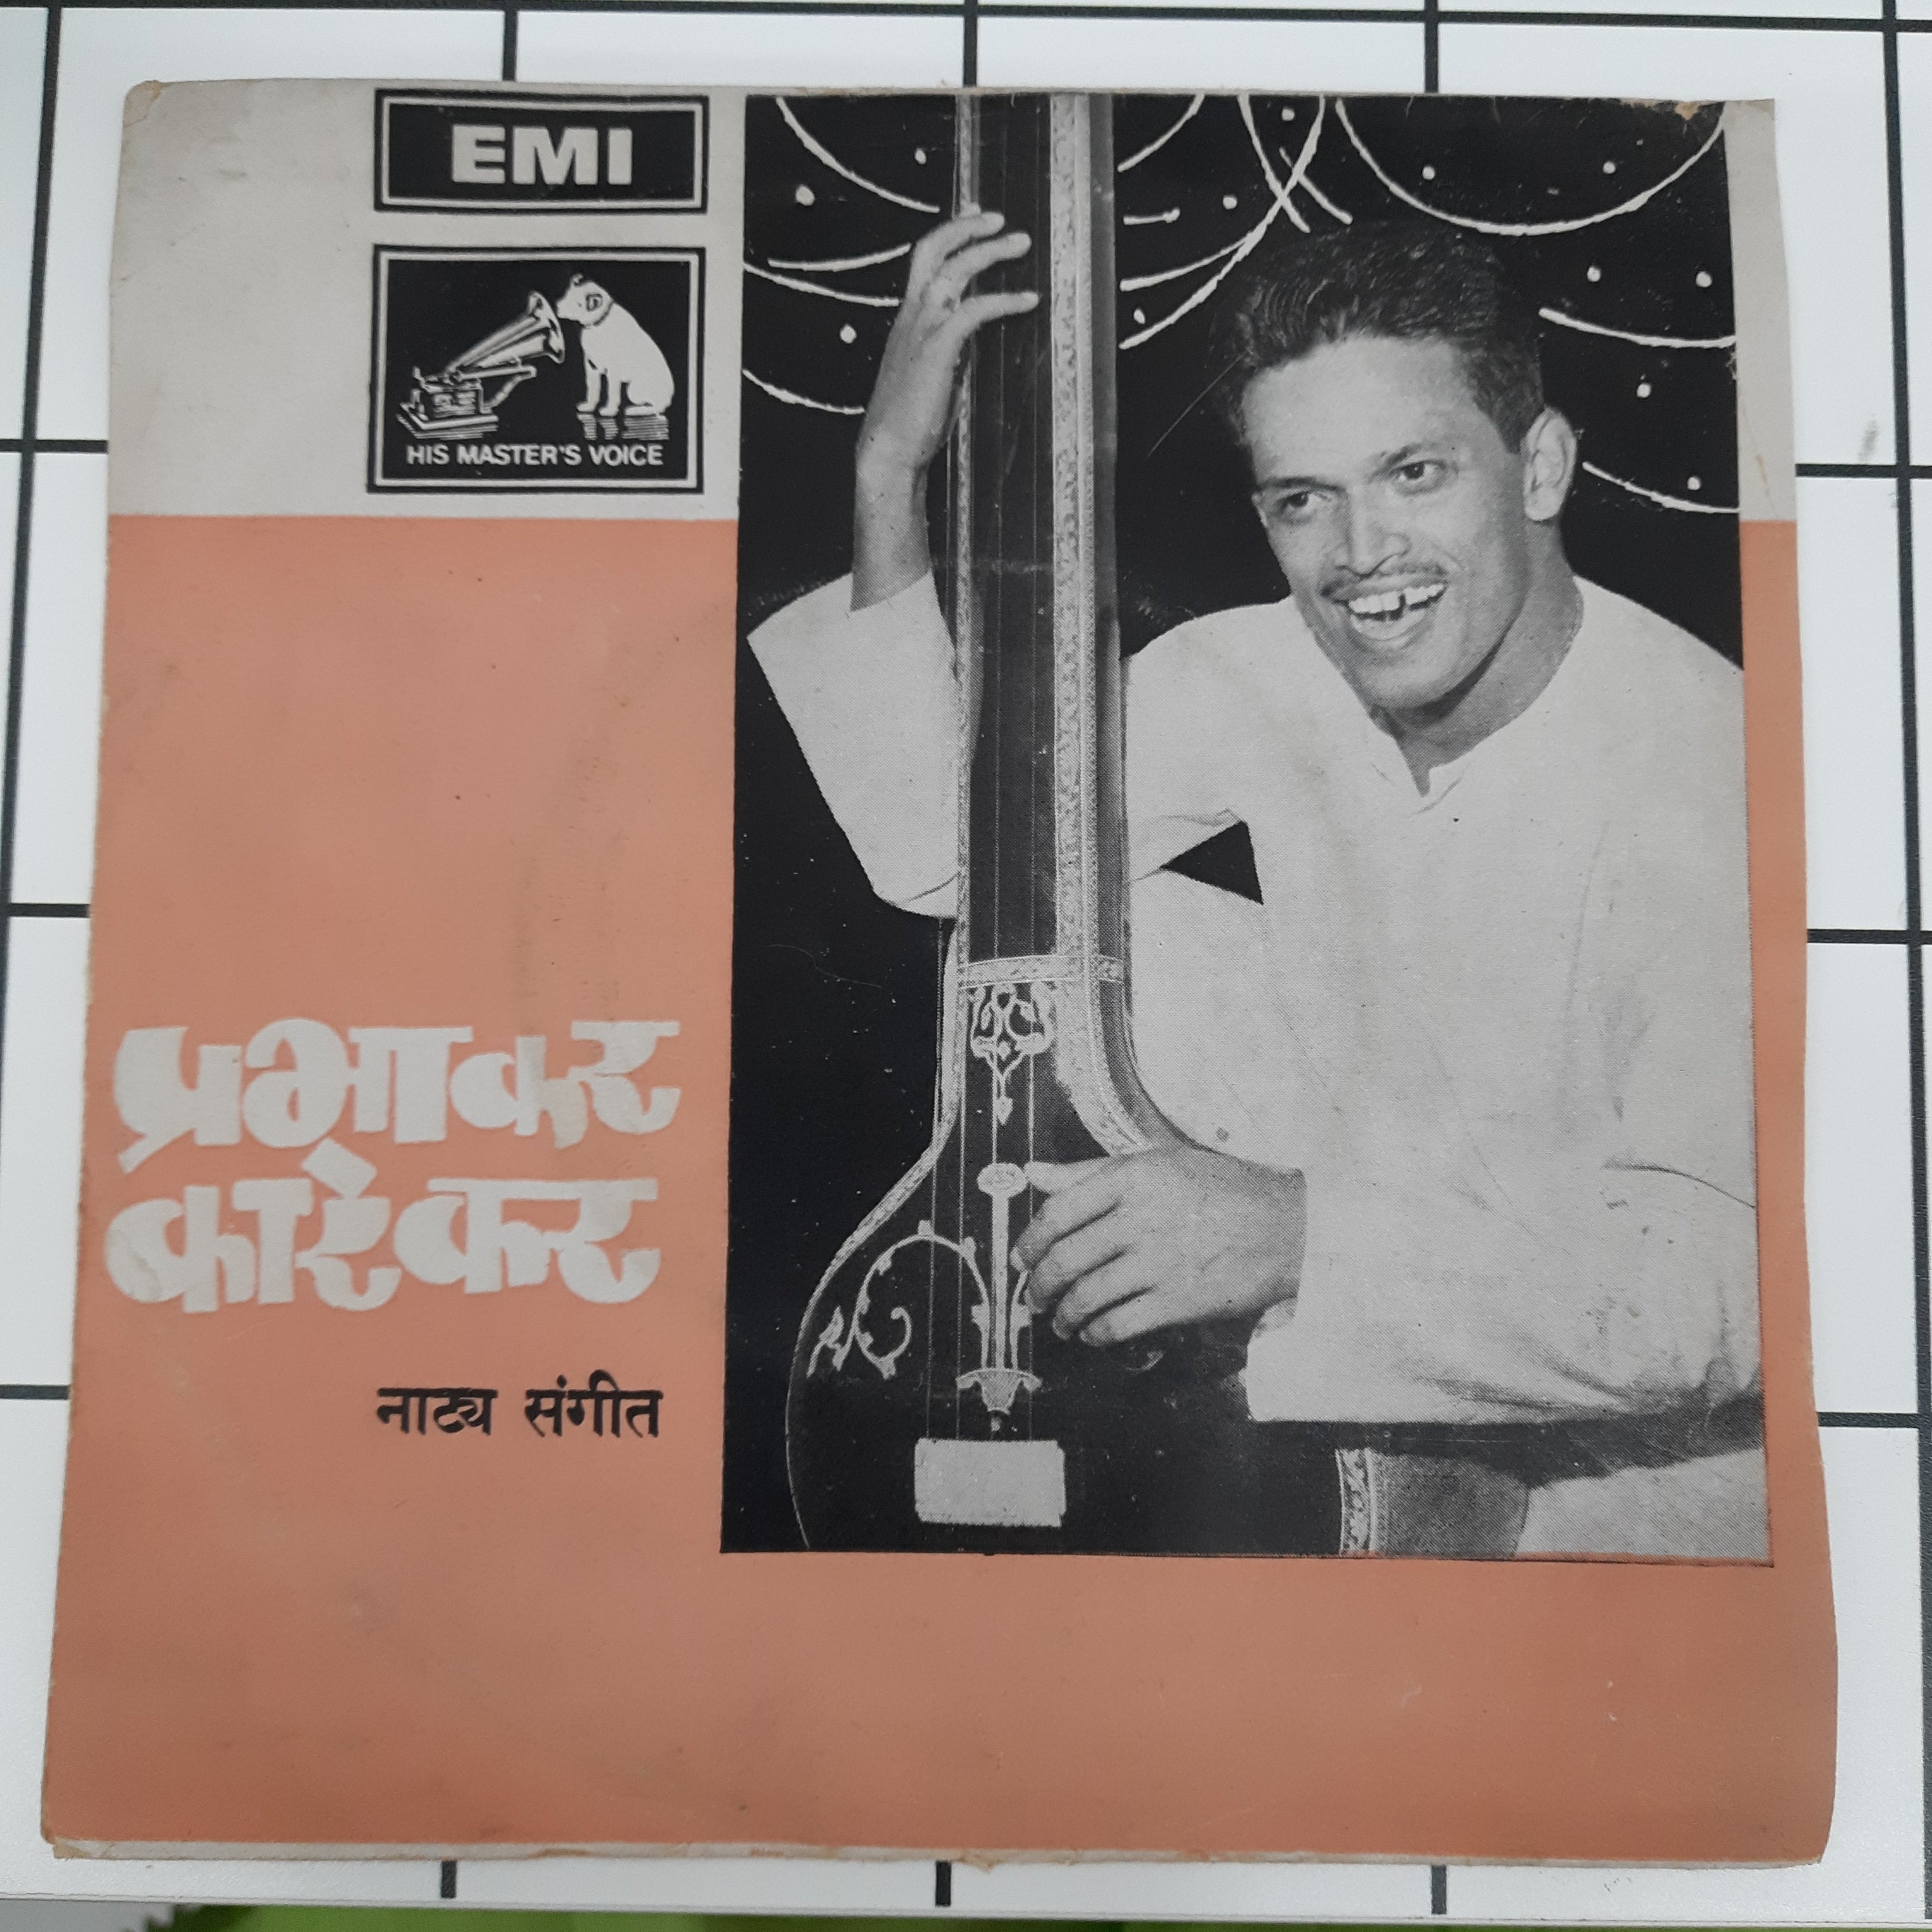 EMI
HIS MASTER'S VOICE
प्रभाकर
कारेकर
नाट्य संगीत